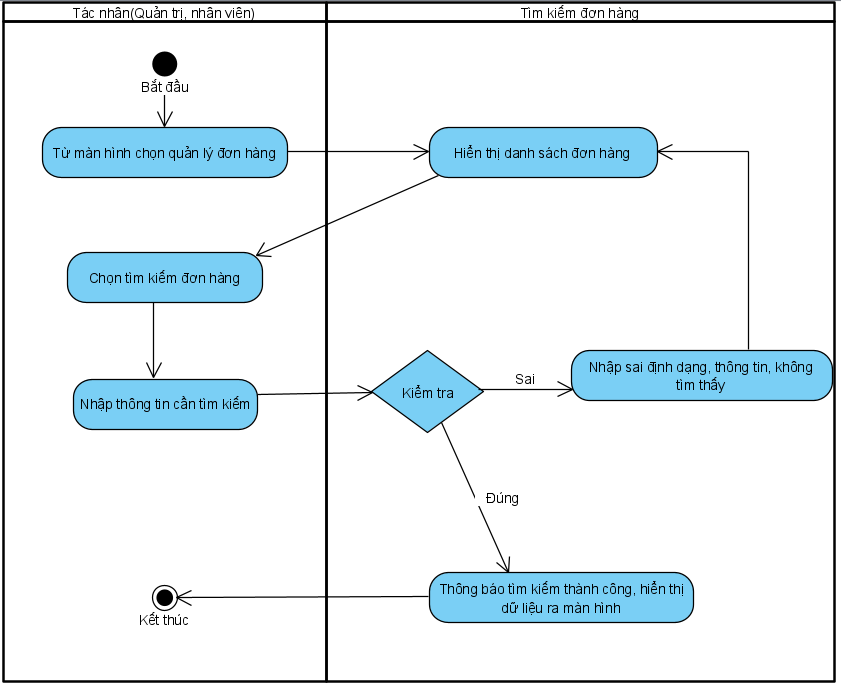 Tác nhân(Quản trị, nhân viên)
Tìm kiếm đơn hàng
Bắt đầu
Từ màn hình chọn quản lý đơn hàng
Hiển thị danh sách đơn hàng
Chọn tìm kiếm đơn hàng
Nhập thông tin cần tìm kiếm
Kiểm tra
Sai
Nhập sai định dạng, thông tin, không
tìm thấy
Đúng
Thông báo tìm kiếm thành công, hiển thị
dữ liệu ra màn hình
Kết thúc